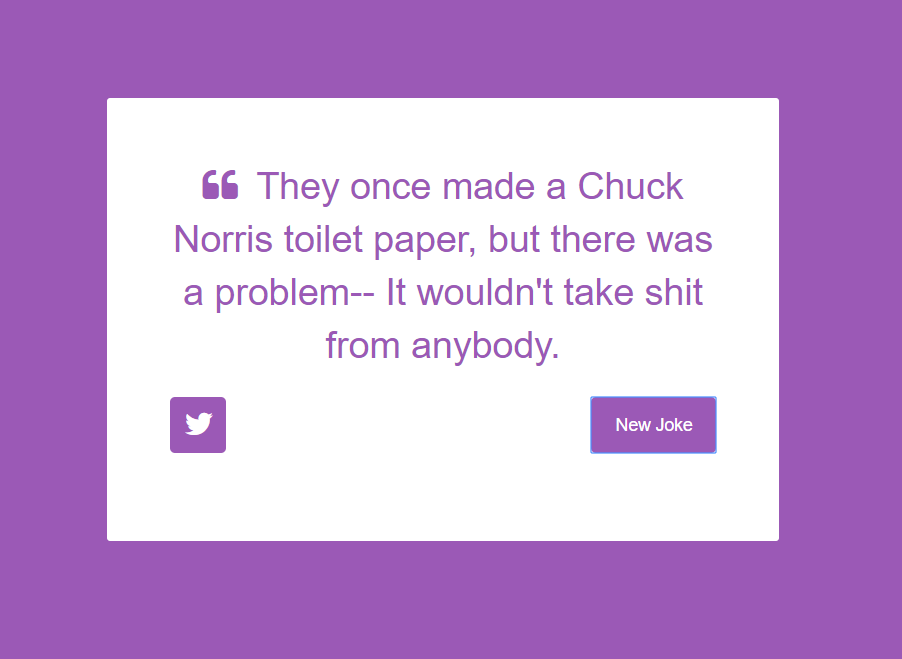 They once made a Chuck
Norris toilet paper, but there was
a problem-- It wouldn't take shit
from anybody.
New Joke